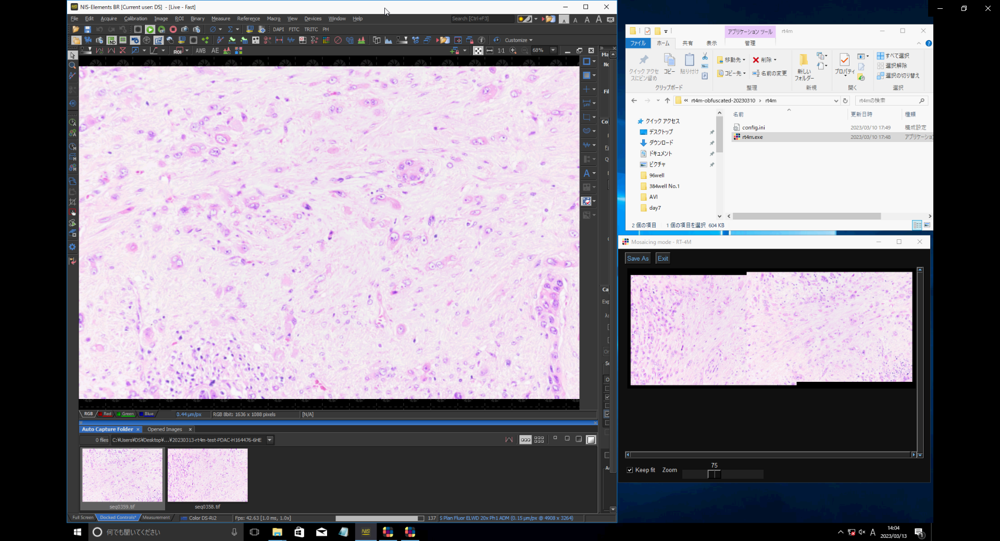 NIS-Elements BR [Current user: DS]  - [Live - Fast]
File Edit Acquire Calibration Image ROI Binary Measure Reference Macro View Devices Window Help
Search [Ctrl+F3]
A A A A 4K
DAPI FITC TRITC PH
ND
Customize
ROI AWB AE
1:1 68%
Ma
No
Fil
Co
Q
Ca
Exp
λ:
Or
Se
RGB Red Green Blue 0.44 µm/px RGB 8bit: 1636 x 1088 pixels [N/A]
Auto Capture Folder × Opened Images ×
0 files C:¥Users¥DS¥Desktop¥...¥20230313-rt4m-test-PDAC-H164476-6HE
seq0359.tif seq0358.tif
Full Screen Docked Controls* Measurement Color DS-Ri2 Fps: 42.63 [1.0 ms, 1.0x] 137 S Plan Fluor ELWD 20x Ph1 ADM (0.15 µm/px @ 4908 x 3264)
アプリケーション ツール rt4m
ファイル ホーム 共有 表示 管理
クイック アクセスにピン留め
コピー
貼り付け
移動先
コピー先
削除
名前の変更
新しいフォルダー
プロパティ
すべて選択
選択解除
選択の切り替え
クリップボード 整理 新規 開く 選択
« rt4m-obfuscated-20230310 › rt4m
rt4mの検索
名前 更新日時 種類
config.ini 2023/03/10 17:49 構成設定
rt4m.exe 2023/03/10 17:48 アプリケーショ
クイック アクセス
デスクトップ
ダウンロード
ドキュメント
ピクチャ
96well
384well No.1
AVI
day7
2 個の項目 1 個の項目を選択 604 KB
Mosaicing mode - RT-4M
Save As Exit
75
Keep fit Zoom
何でも聞いてください
NIS
A
14:04
2023/03/13
1